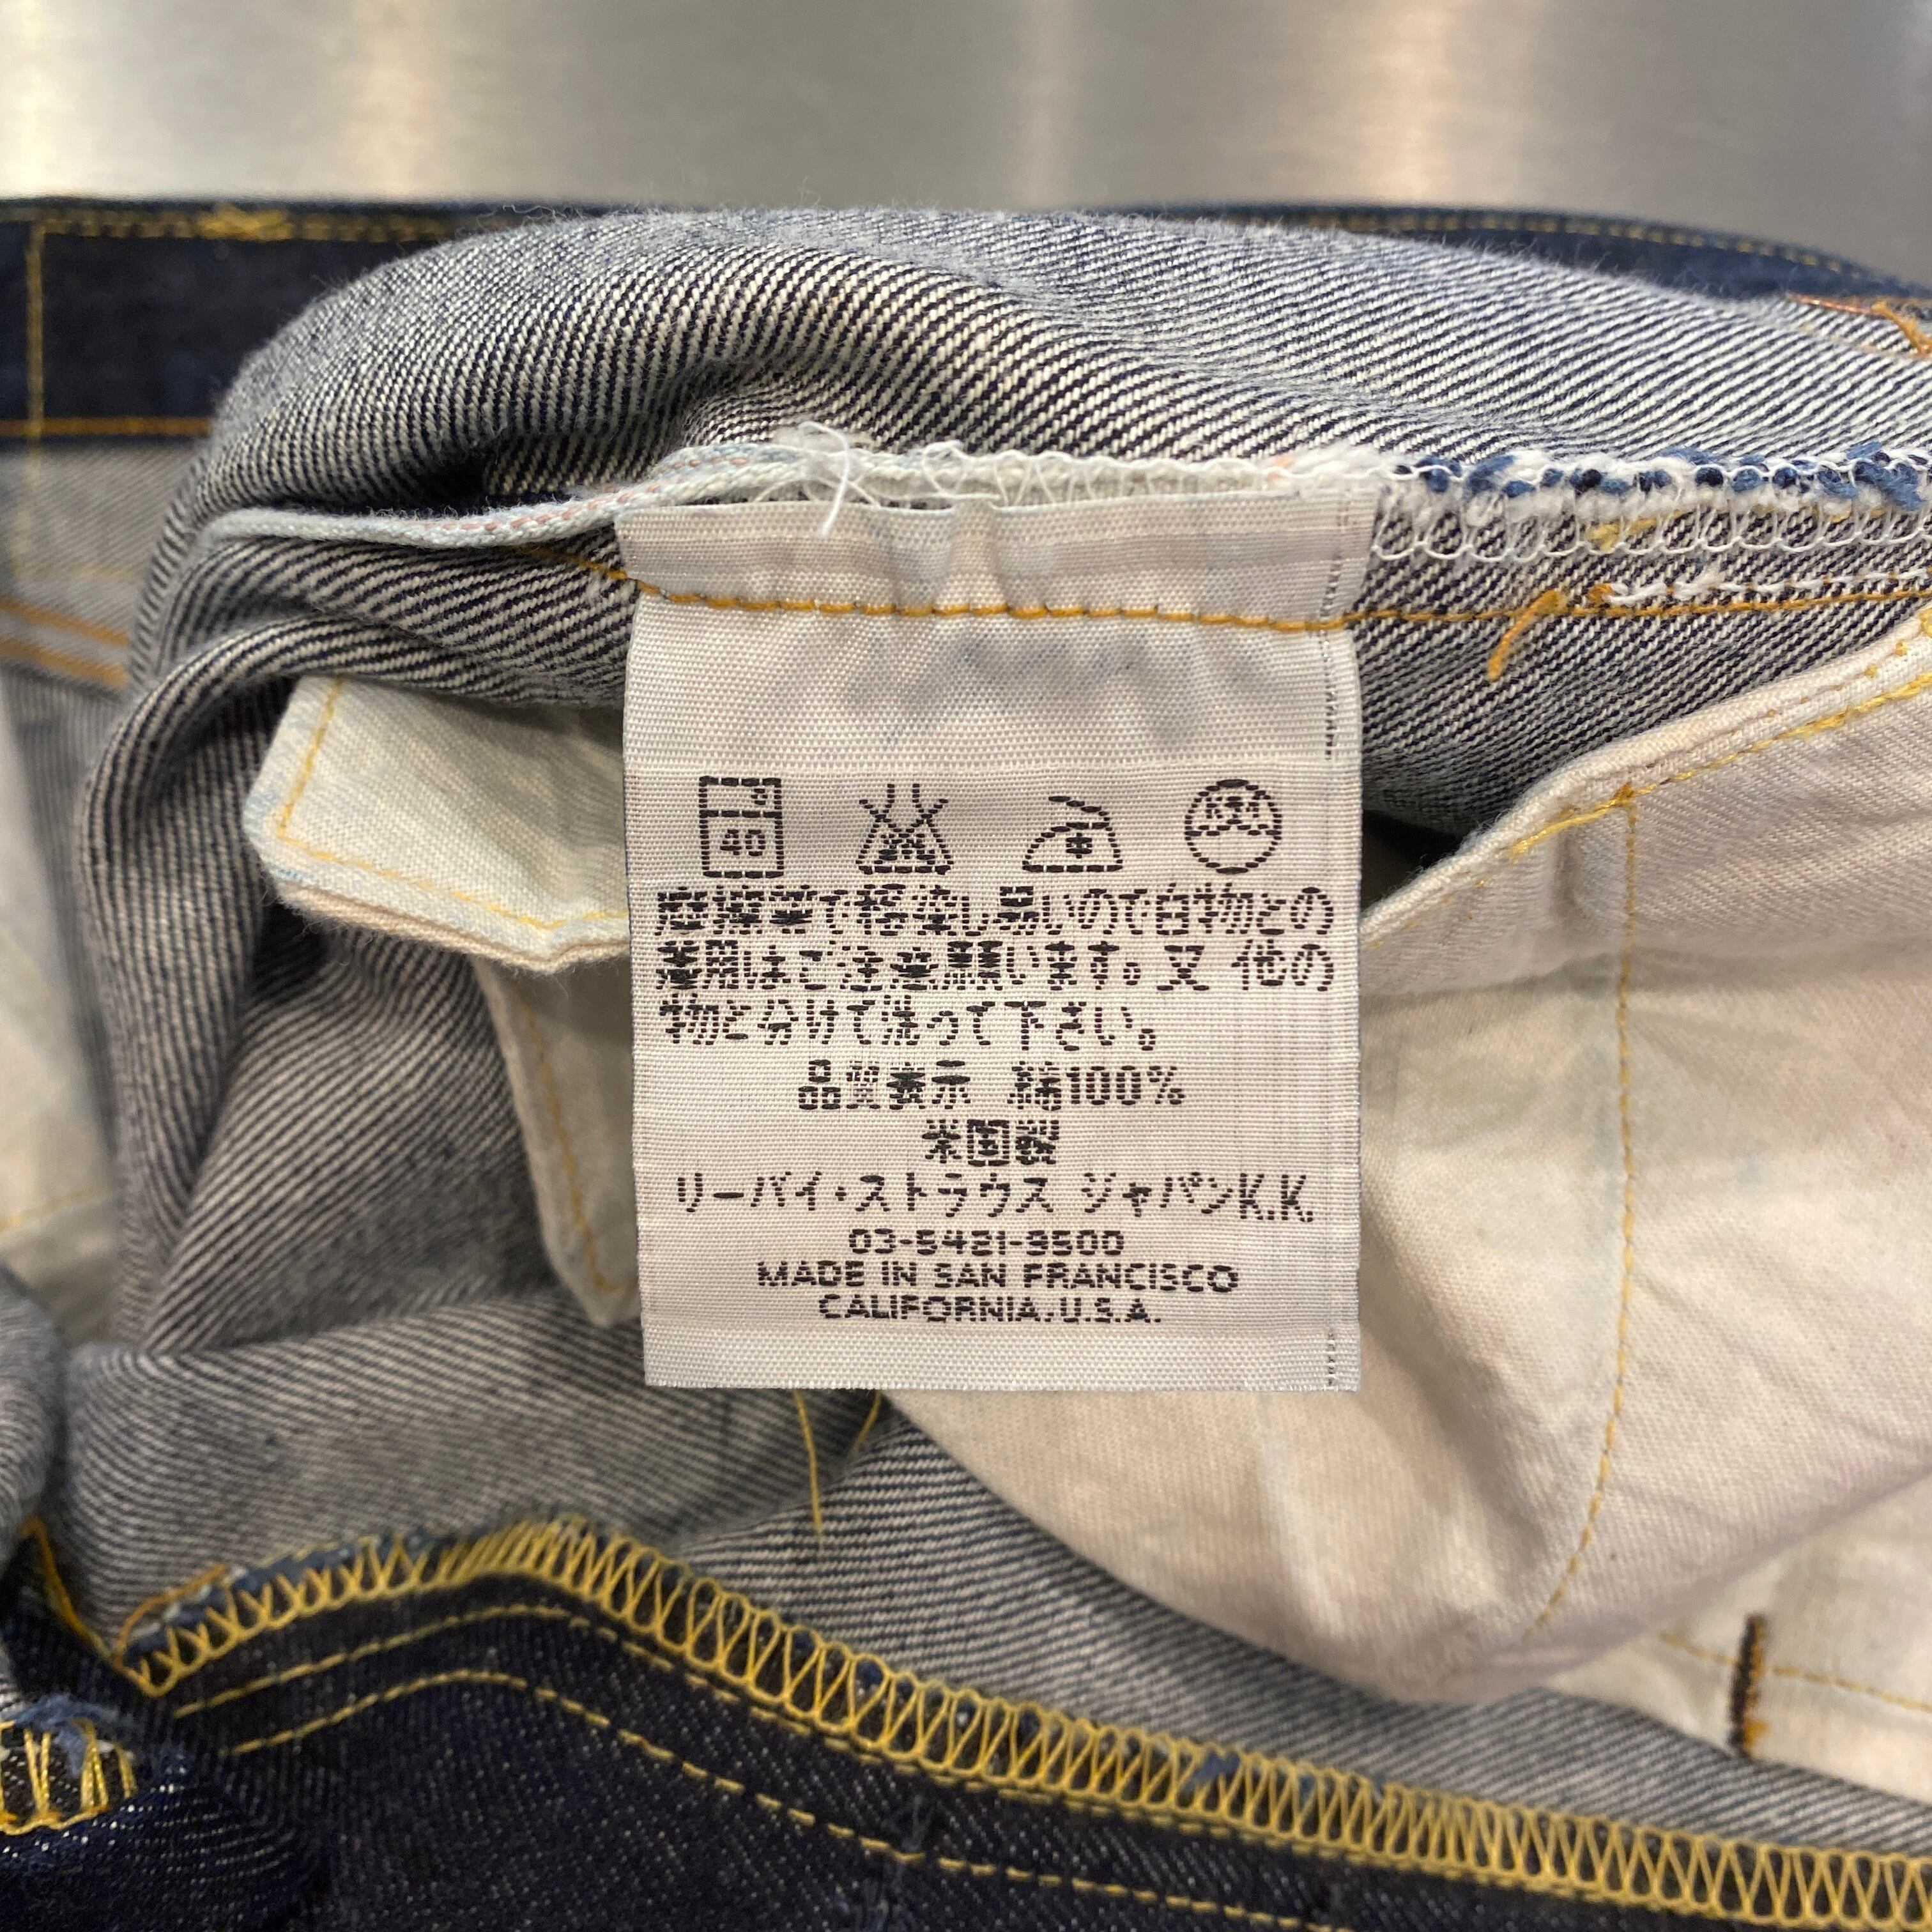 40
摩擦等で移染し易いので白物との
着用はご注意願います。又 他の
物と分けて洗って下さい。
品質表示 綿100%
米国製
リーバイ・ストラウス ジャパンK.K.
03-5421-9500
MADE IN SAN FRANCISCO
CALIFORNIA,U.S.A.